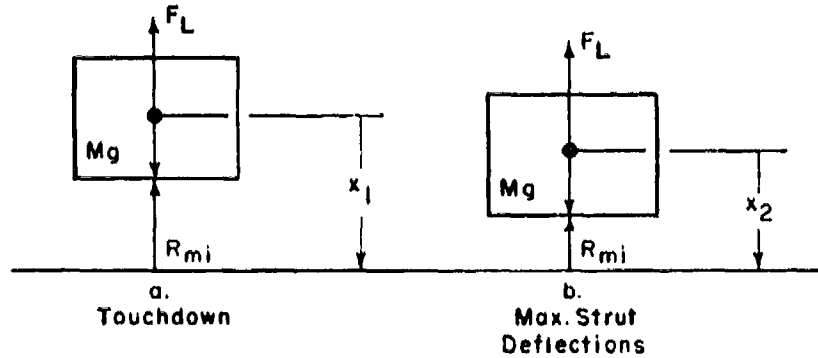 F_L
Mg
x_1
R_mi
a.
Touchdown
F_L
Mg
x_2
R_mi
b.
Max. Strut
Deflections